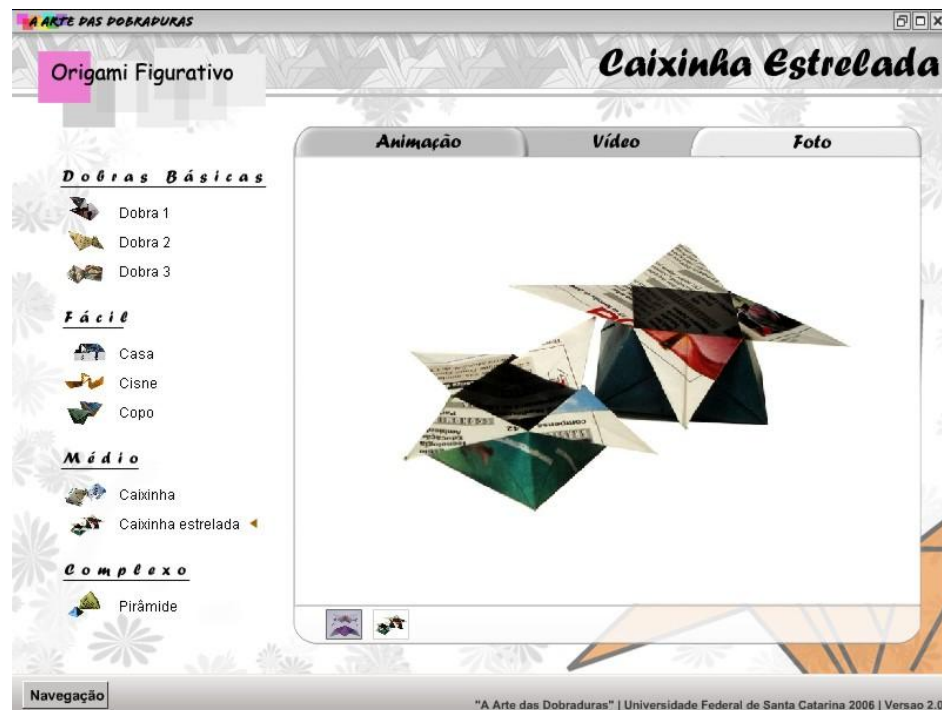 A ARTE DAS DOBRADURAS
Origami Figurativo
Caixinha Estrelada
Animação
Vídeo
Foto
Dobras Básicas
Dobra 1
Dobra 2
Dobra 3
Fácil
Casa
Cisne
Copo
Médio
Caixinha
Caixinha estrelada
Complexo
Pirâmide
Navegação
"A Arte das Dobraduras" | Universidade Federal de Santa Catarina 2006 | Versao 2.0